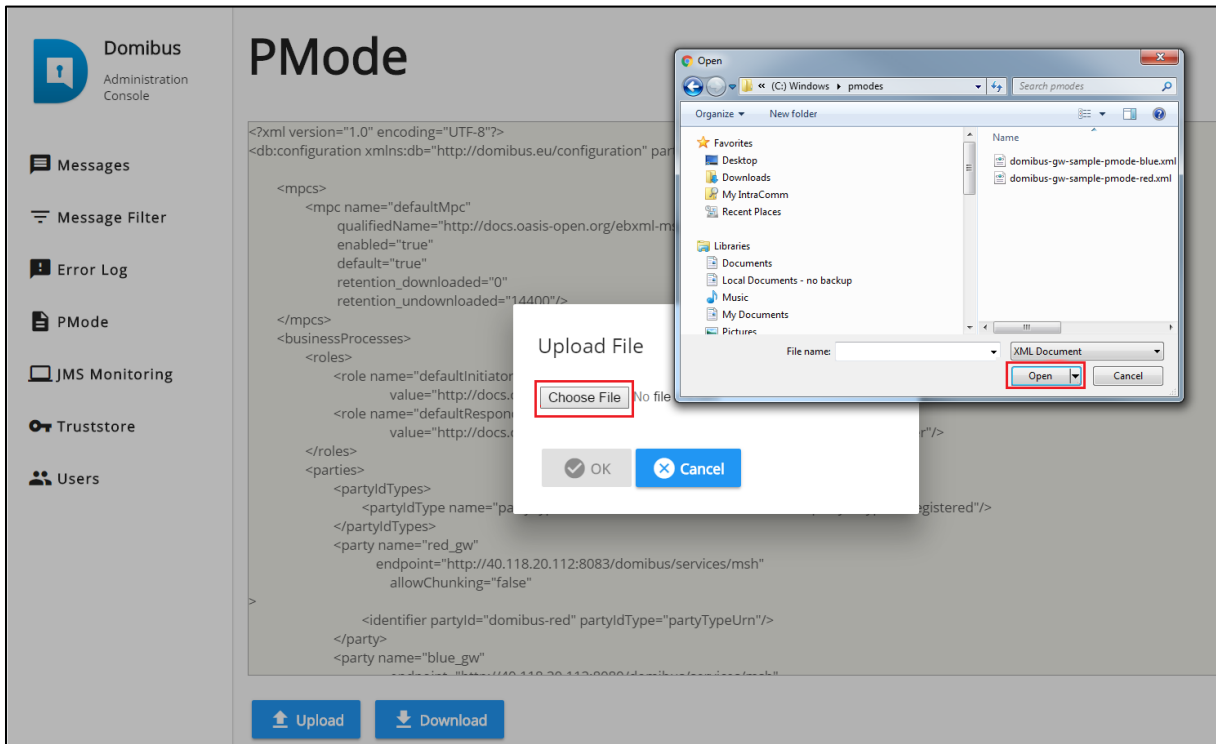 Domibus
Administration
Console
Messages
Message Filter
Error Log
PMode
JMS Monitoring
Truststore
Users
PMode
<?xml version="1.0" encoding="UTF-8"?>
<db:configuration xmlns:db="http://domibus.eu/configuration"
<mpcs>
<mpc name="defaultMpc"
qualifiedName="http://docs.oasis-open.org/ebxml-m
enabled="true"
default="true"
retention_downloaded="0"
retention_undownloaded="14400"/>
</mpcs>
<businessProcesses>
<roles>
<role name="defaultInitiator
value="http://docs.
<role name="defaultRespon
value="http://docs. r"/>
</roles>
<parties>
<partyIdTypes>
<partyIdType name="pa egistered"/>
</partyIdTypes>
<party name="red_gw"
endpoint="http://40.118.20.112:8083/domibus/services/msh"
allowChunking="false"
>
<identifier partyId="domibus-red" partyIdType="partyTypeUrn"/>
</party>
<party name="blue_gw"
Upload
Download
Upload File
Choose File No file
OK
Cancel
Open
« (C:) Windows pmodes
Search pmodes
Organize New folder
Favorites
Desktop
Downloads
My IntraComm
Recent Places
Libraries
Documents
Local Documents - no backup
Music
My Documents
Pictures
Name
domibus-gw-sample-pmode-blue.xml
domibus-gw-sample-pmode-red.xml
File name:
XML Document
Open
Cancel